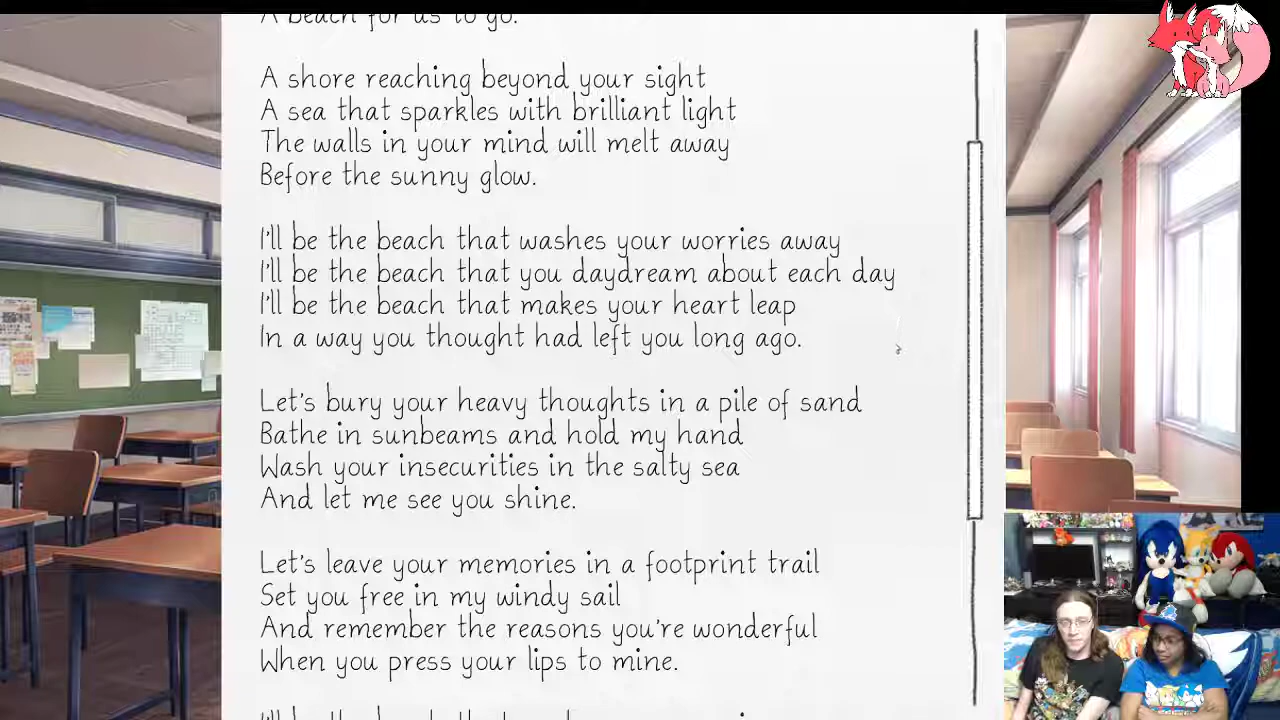 A beach for us to go.
A shore reaching beyond your sight
A sea that sparkles with brilliant light
The walls in your mind will melt away
Before the sunny glow.
I'll be the beach that washes your worries away
I'll be the beach that you daydream about each day
I'll be the beach that makes your heart leap
In a way you thought had left you long ago.
Let's bury your heavy thoughts in a pile of sand
Bathe in sunbeams and hold my hand
Wash your insecurities in the salty sea
And let me see you shine.
Let's leave your memories in a footprint trail
Set you free in my windy sail
And remember the reasons you're wonderful
When you press your lips to mine.